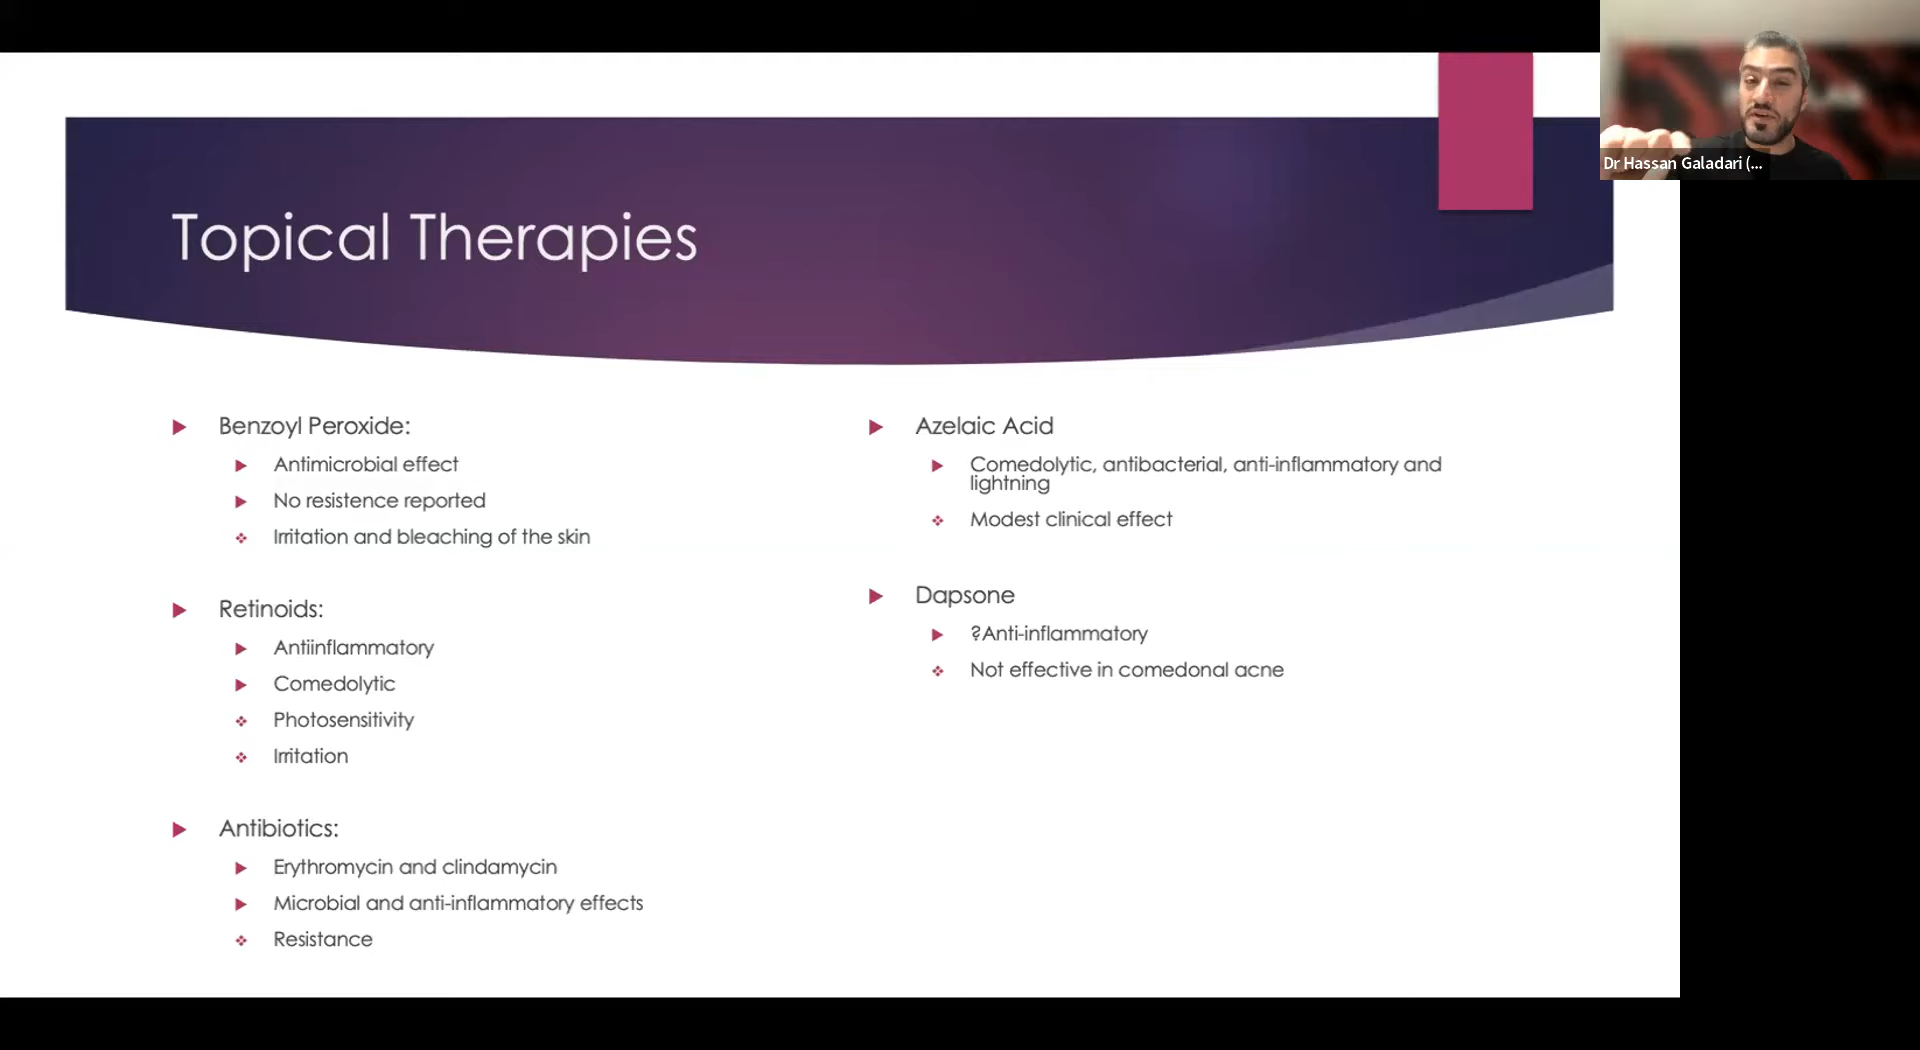 Topical Therapies
Benzoyl Peroxide:
Antimicrobial effect
No resistence reported
Irritation and bleaching of the skin
Retinoids:
Antiinflammatory
Comedolytic
Photosensitivity
Irritation
Antibiotics:
Erythromycin and clindamycin
Microbial and anti-inflammatory effects
Resistance
Azelaic Acid
Comedolytic, antibacterial, anti-inflammatory and
lightning
Modest clinical effect
Dapsone
?Anti-inflammatory
Not effective in comedonal acne
Dr Hassan Galadari (...